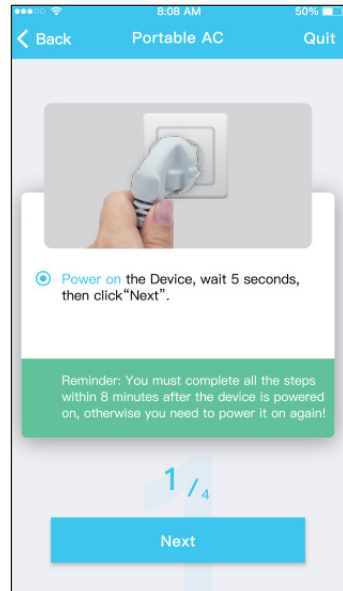 8:08 AM
50%
Back
Portable AC
Quit
Power on the Device, wait 5 seconds,
then click“Next”.
Reminder: You must complete all the steps
within 8 minutes after the device is powered
on, otherwise you need to power it on again!
1 / 4
Next